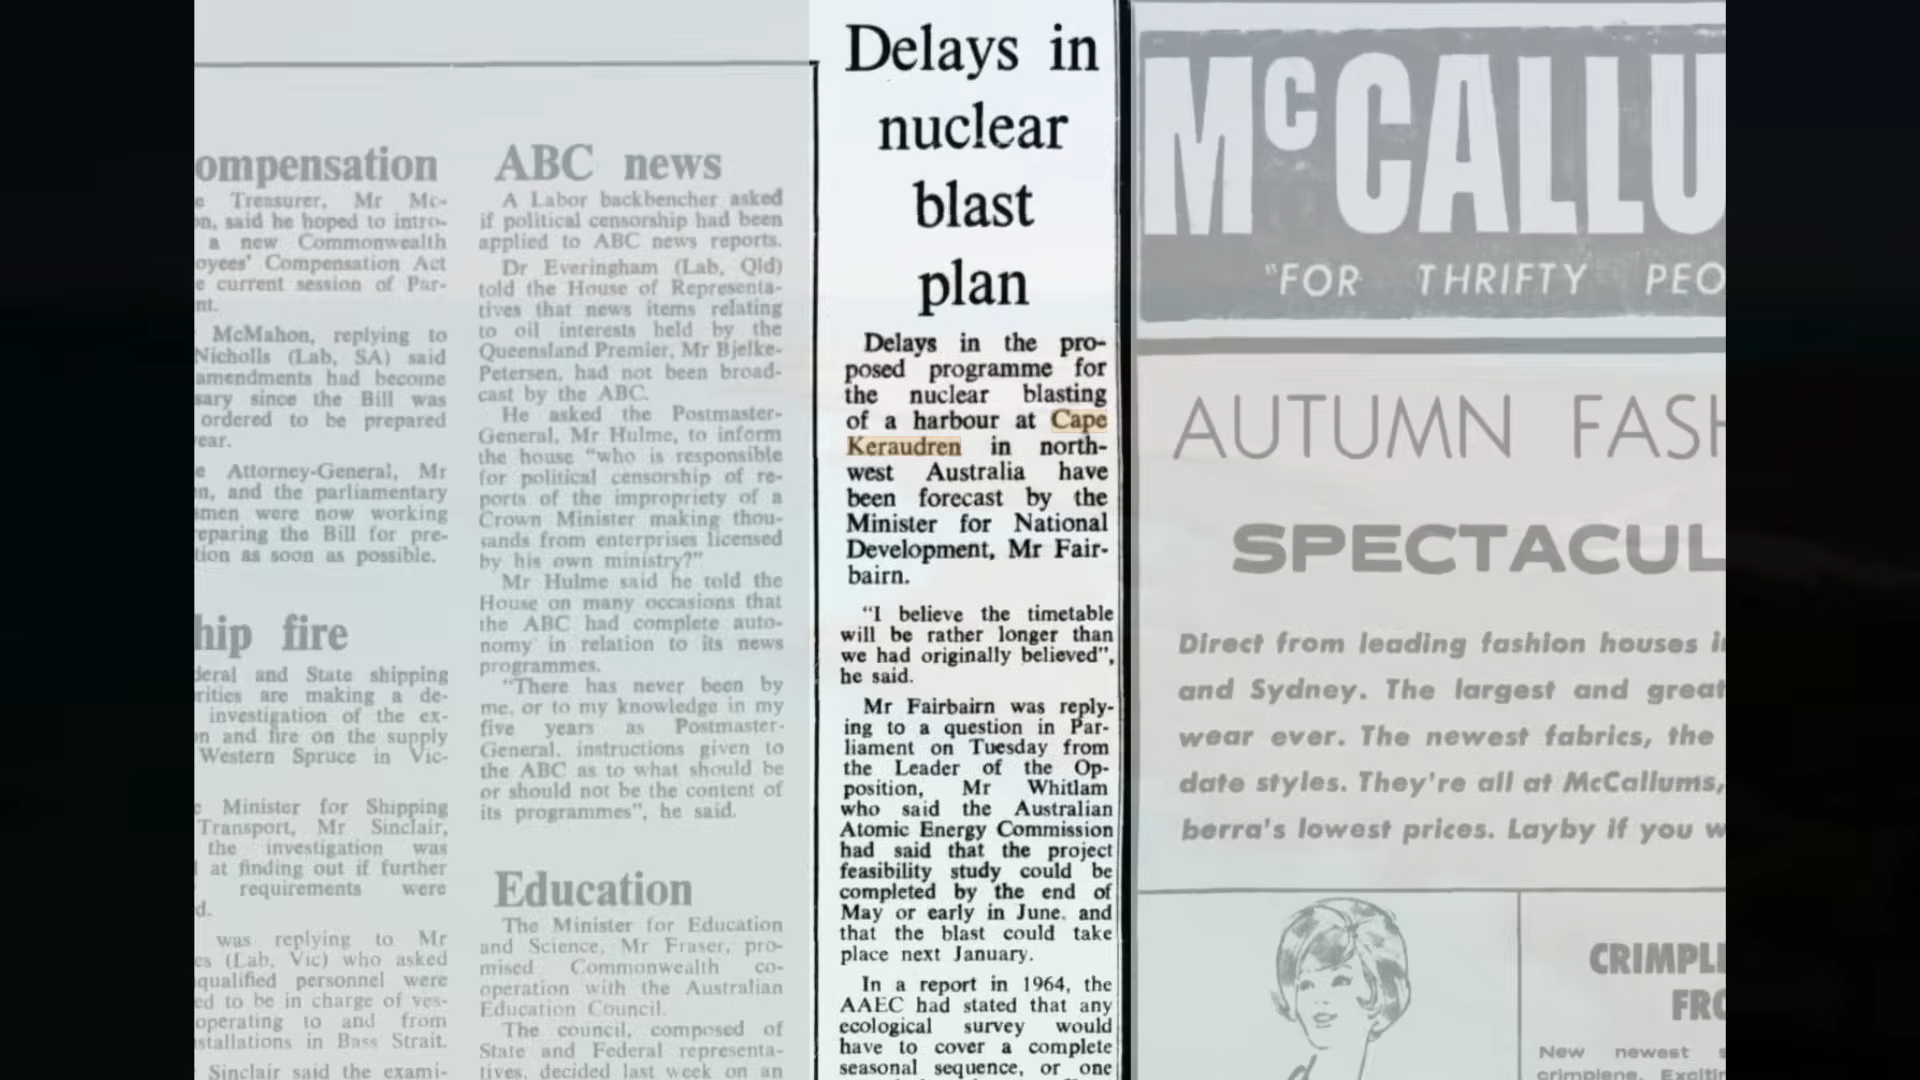 ompensation
e Treasurer, Mr Mc-
n, said he hoped to intro-
a new Commonwealth
oyees' Compensation Act
e current session of Par-
nt.
McMahon, replying to
Nicholls (Lab, SA) said
amendments had become
sary since the Bill was
ordered to be prepared
ear.
e Attorney-General, Mr
n, and the parliamentary
smen were now working
eparing the Bill for pre-
tion as soon as possible.
hip fire
deral and State shipping
rities are making a de-
investigation of the ex-
n and fire on the supply
Western Spruce in Vic-
e Minister for Shipping
Transport, Mr Sinclair,
the investigation was
at finding out if further
requirements were
d.
was replying to Mr
es (Lab, Vic) who asked
qualified personnel were
ed to be in charge of ves-
operating to and from
stallations in Bass Strait.
Sinclair said the exami-
ABC news
A Labor backbencher asked
if political censorship had been
applied to ABC news reports.
Dr Everingham (Lab, Qld)
told the House of Representa-
tives that news items relating
to oil interests held by the
Queensland Premier, Mr Bjelke-
Petersen, had not been broad-
cast by the ABC.
He asked the Postmaster-
General, Mr Hulme, to inform
the house "who is responsible
for political censorship of re-
ports of the impropriety of a
Crown Minister making thou-
sands from enterprises licensed
by his own ministry?"
Mr Hulme said he told the
House on many occasions that
the ABC had complete auto-
nomy in relation to its news
programmes.
"There has never been by
me, or to my knowledge in my
five years as Postmaster-
General, instructions given to
the ABC as to what should be
or should not be the content of
its programmes", he said.
Education
The Minister for Education
and Science, Mr Fraser, pro-
mised Commonwealth co-
operation with the Australian
Education Council.
The council, composed of
State and Federal representa-
tives, decided last week on an
Delays in
nuclear
blast
plan
Delays in the pro-
posed programme for
the nuclear blasting
of a harbour at Cape
Keraudren in north-
west Australia have
been forecast by the
Minister for National
Development, Mr Fair-
bairn.
"I believe the timetable
will be rather longer than
we had originally believed",
he said.
Mr Fairbairn was reply-
ing to a question in Par-
liament on Tuesday from
the Leader of the Op-
position, Mr Whitlam
who said the Australian
Atomic Energy Commission
had said that the project
feasibility study could be
completed by the end of
May or early in June. and
that the blast could take
place next January.
In a report in 1964, the
AAEC had stated that any
ecological survey would
have to cover a complete
seasonal sequence, or one
McCALLU
"FOR THRIFTY PEO
AUTUMN FASH
SPECTACUL
Direct from leading fashion houses i
and Sydney. The largest and great
wear ever. The newest fabrics, the
date styles. They're all at McCallums,
berra's lowest prices. Layby if you w
CRIMPL
FRO
New newest s
crimplene. Excitin